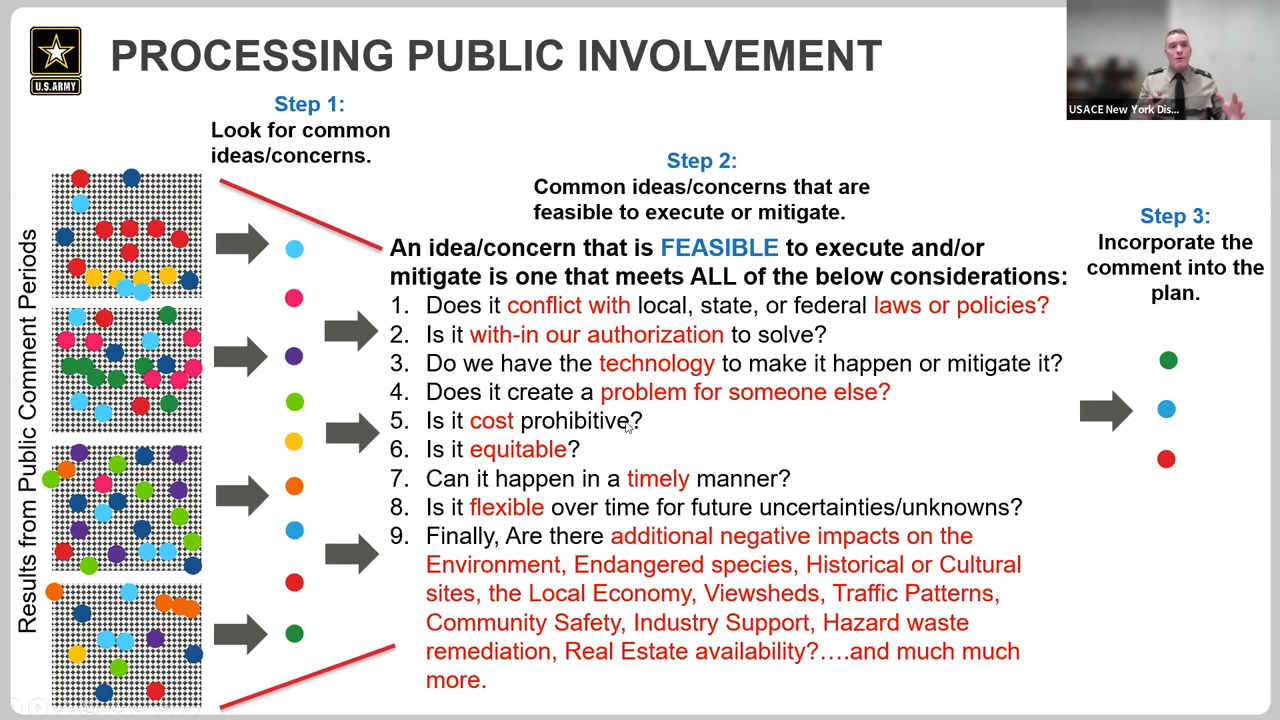 PROCESSING PUBLIC INVOLVEMENT
U.S.ARMY
USACE New York Dis...
Step 1:
Look for common
ideas/concerns.
Results from Public Comment Periods
Step 2:
Common ideas/concerns that are
feasible to execute or mitigate.
An idea/concern that is FEASIBLE to execute and/or
mitigate is one that meets ALL of the below considerations:
1. Does it conflict with local, state, or federal laws or policies?
2. Is it with-in our authorization to solve?
3. Do we have the technology to make it happen or mitigate it?
4. Does it create a problem for someone else?
5. Is it cost prohibitive?
6. Is it equitable?
7. Can it happen in a timely manner?
8. Is it flexible over time for future uncertainties/unknowns?
9. Finally, Are there additional negative impacts on the
Environment, Endangered species, Historical or Cultural
sites, the Local Economy, Viewsheds, Traffic Patterns,
Community Safety, Industry Support, Hazard waste
remediation, Real Estate availability?....and much much
more.
Step 3:
Incorporate the
comment into the
plan.